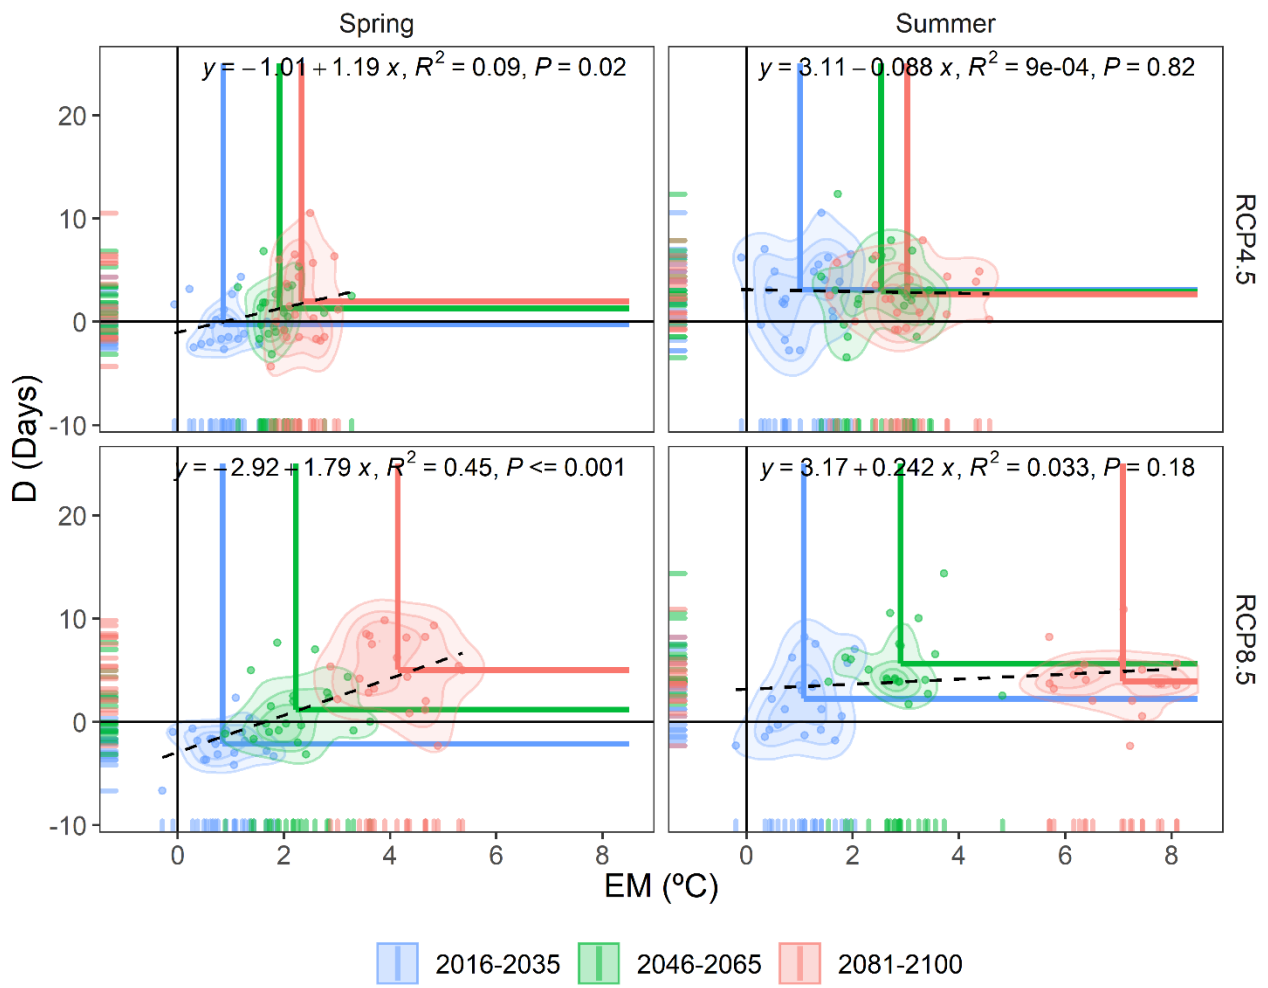 Spring
Summer
y = −1.01 + 1.19 x, R² = 0.09, P = 0.02
y = 3.11 − 0.088 x, R² = 9e-04, P = 0.82
20
10
0
-10
RCP4.5
D (Days)
y = −2.92 + 1.79 x, R² = 0.45, P <= 0.001
y = 3.17 + 0.242 x, R² = 0.033, P = 0.18
20
10
0
-10
RCP8.5
0 2 4 6 8
0 2 4 6 8
EM (ºC)
2016-2035 2046-2065 2081-2100